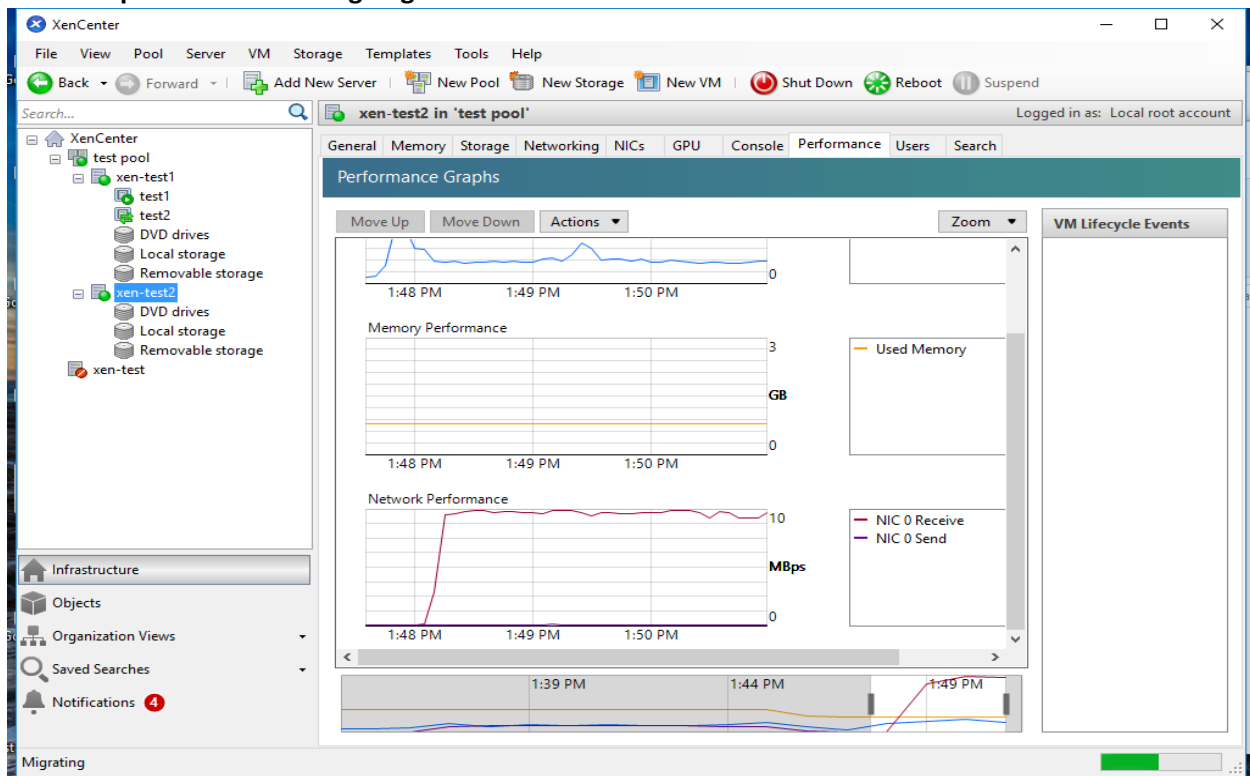 XenCenter
File View Pool Server VM Storage Templates Tools Help
Back Forward Add New Server New Pool New Storage New VM Shut Down Reboot Suspend
Search...
xen-test2 in 'test pool' Logged in as: Local root account
XenCenter
test pool
xen-test1
test1
test2
DVD drives
Local storage
Removable storage
xen-test2
DVD drives
Local storage
Removable storage
xen-test
General Memory Storage Networking NICs GPU Console Performance Users Search
Performance Graphs
Move Up Move Down Actions Zoom
VM Lifecycle Events
0
1:48 PM 1:49 PM 1:50 PM
Memory Performance
3
GB
0
Used Memory
1:48 PM 1:49 PM 1:50 PM
Network Performance
10
MBps
0
NIC 0 Receive
NIC 0 Send
1:48 PM 1:49 PM 1:50 PM
1:39 PM 1:44 PM 1:49 PM
Infrastructure
Objects
Organization Views
Saved Searches
Notifications 4
Migrating